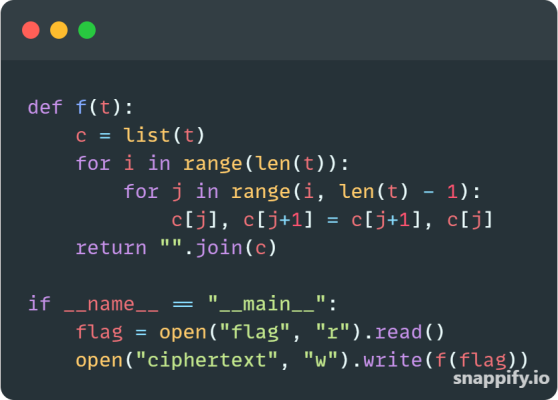 def f(t):
    c = list(t)
    for i in range(len(t)):
        for j in range(i, len(t) - 1):
            c[j], c[j+1] = c[j+1], c[j]
    return "".join(c)

if __name__ == "__main__":
    flag = open("flag", "r").read()
    open("ciphertext", "w").write(f(flag))
snappify.io